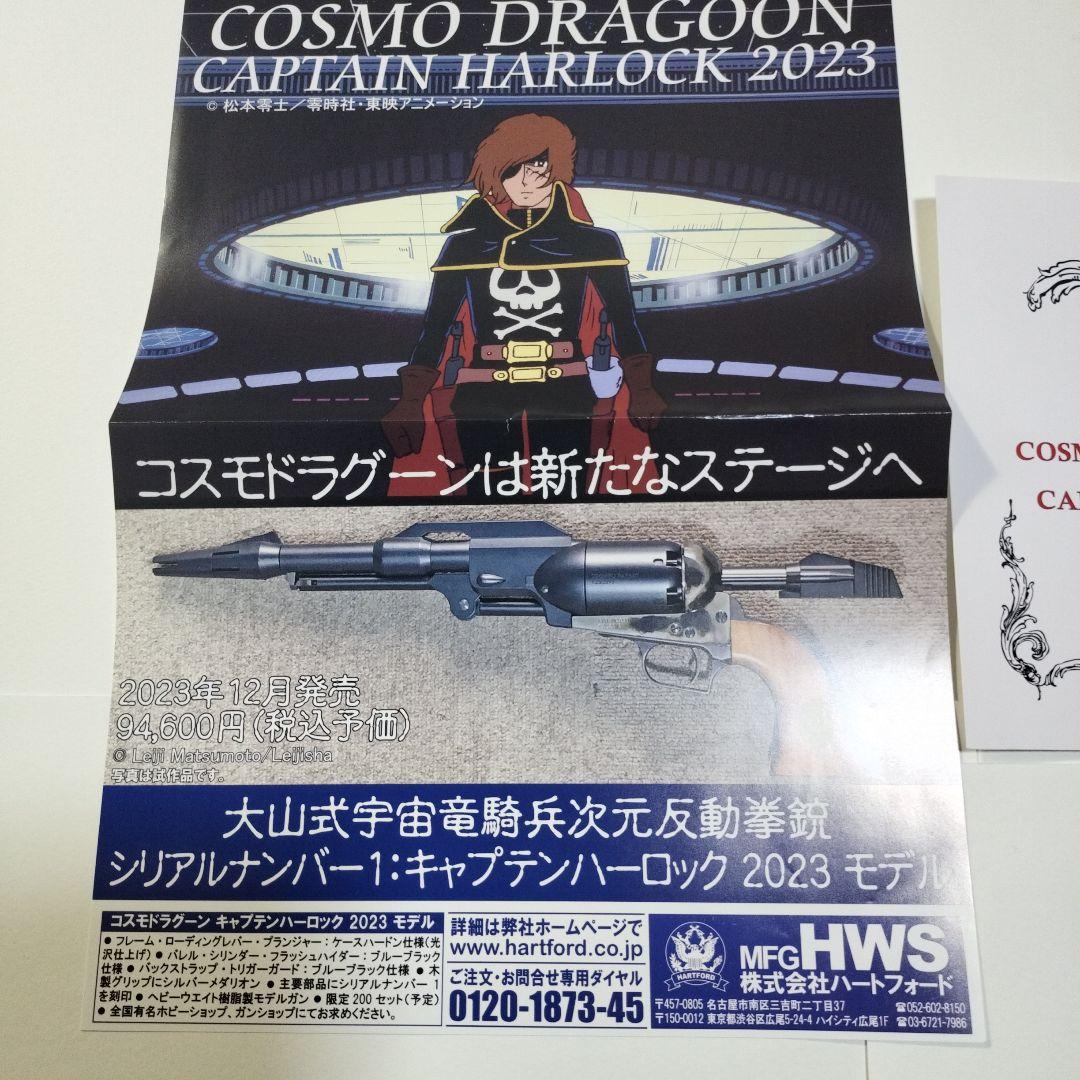 COSMO DRAGOON
CAPTAIN HARLOCK 2023
© 松本零士／零時社・東映アニメーション
コスモドラグーンは新たなステージへ
2023年12月発売
94,600円(税込予価)
© Leiji Matsumoto/Leijisha
写真は試作品です。
大山式宇宙竜騎兵次元反動拳銃
シリアルナンバー1：キャプテンハーロック 2023 モデル
コスモドラグーン キャプテンハーロック 2023 モデル
● フレーム・ローディングレバー・プランジャー：ケースハードン仕様(光
沢仕上げ) ● バレル・シリンダー・フラッシュハイダー：ブルーブラック
仕様 ● バックストラップ・トリガーガード：ブルーブラック仕様 ● 木
製グリップにシルバーメダリオン ● 主要部品にシリアルナンバー 1
を刻印 ● ヘビーウエイト樹脂製モデルガン ● 限定 200 セット(予定)
● 全国有名ホビーショップ、ガンショップにてお求めください。
詳細は弊社ホームページで
www.hartford.co.jp
ご注文・お問合せ専用ダイヤル
0120-1873-45
HARTFORD
MFG HWS
株式会社ハートフォード
〒457-0805 名古屋市南区三吉町二丁目37 ☎052-602-8150
〒150-0012 東京都渋谷区広尾5-24-4 ハイシティ広尾1F ☎03-6721-7986
COSM
CA